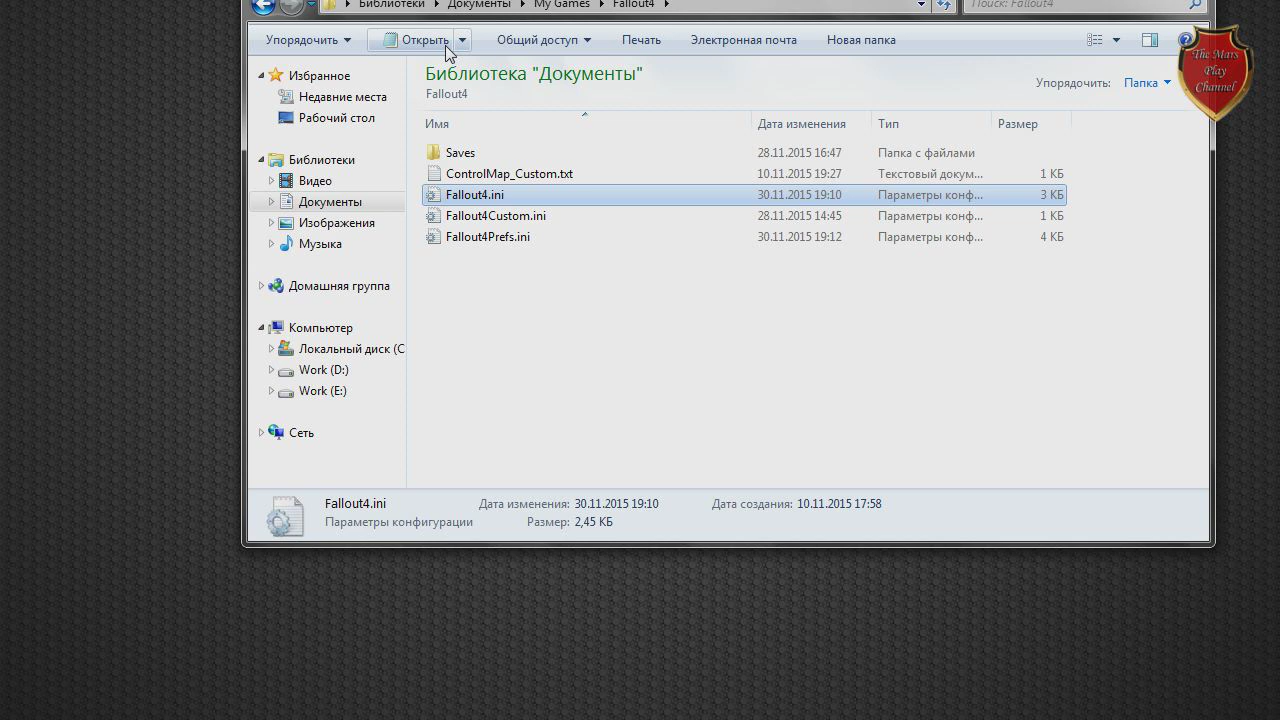 Библиотеки Документы My Games Fallout4 Поиск: Fallout4
Упорядочить Открыть Общий доступ Печать Электронная почта Новая папка
The Mars
Play
Channel
Избранное
Недавние места
Рабочий стол
Библиотеки
Видео
Документы
Изображения
Музыка
Домашняя группа
Компьютер
Локальный диск (C
Work (D:)
Work (E:)
Сеть
Библиотека "Документы"
Fallout4
Упорядочить: Папка
Имя Дата изменения Тип Размер
Saves 28.11.2015 16:47 Папка с файлами
ControlMap_Custom.txt 10.11.2015 19:27 Текстовый докум... 1 КБ
Fallout4.ini 30.11.2015 19:10 Параметры конф... 3 КБ
Fallout4Custom.ini 28.11.2015 14:45 Параметры конф... 1 КБ
Fallout4Prefs.ini 30.11.2015 19:12 Параметры конф... 4 КБ
Fallout4.ini Дата изменения: 30.11.2015 19:10 Дата создания: 10.11.2015 17:58
Параметры конфигурации Размер: 2,45 КБ